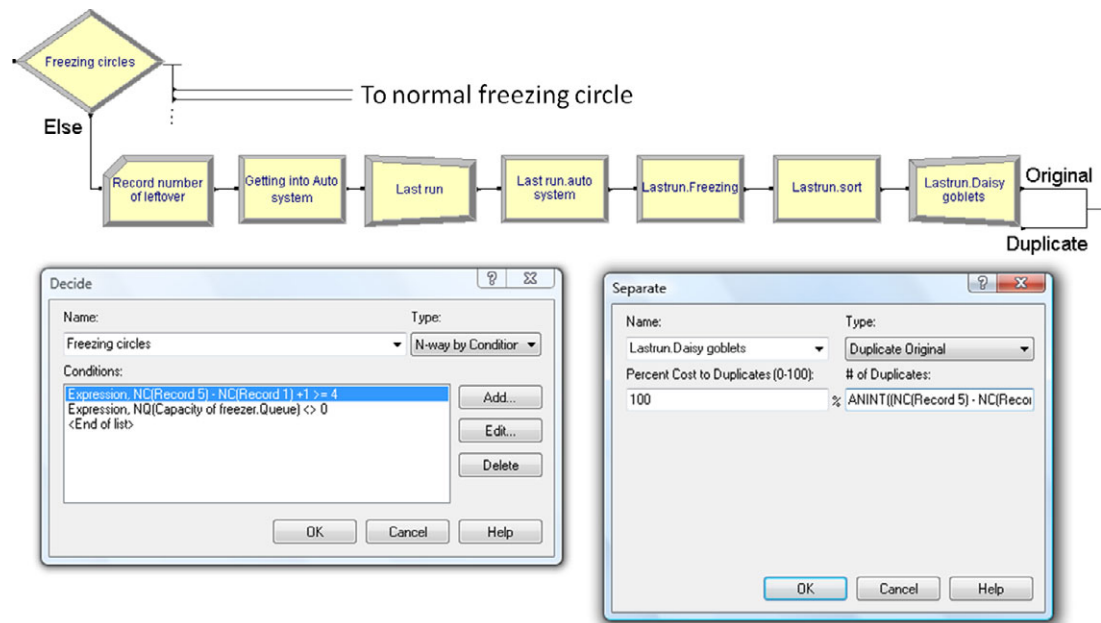 Freezing circles
To normal freezing circle
Else
Record number
of leftover
Getting into Auto
system
Last run
Last run.auto
system
Lastrun.Freezing
Lastrun.sort
Lastrun.Daisy
goblets
Original
Duplicate
Decide
Name:
Type:
Freezing circles
N-way by Condition
Conditions:
Expression, NC(Record 5) - NC(Record 1) +1 >= 4
Expression, NQ(Capacity of freezer.Queue) <> 0
<End of list>
Add...
Edit...
Delete
OK
Cancel
Help
Separate
Name:
Type:
Lastrun.Daisy goblets
Duplicate Original
Percent Cost to Duplicates (0-100):
# of Duplicates:
100
%
ANINT((NC(Record 5) - NC(Recor
OK
Cancel
Help